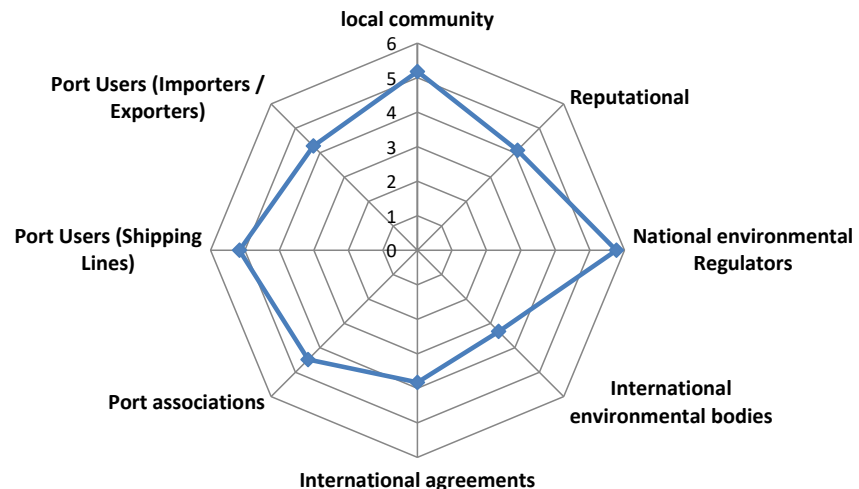 local community
6
5
4
3
2
1
0
Reputational
National environmental
Regulators
International
environmental bodies
International agreements
Port associations
Port Users (Shipping
Lines)
Port Users (Importers /
Exporters)